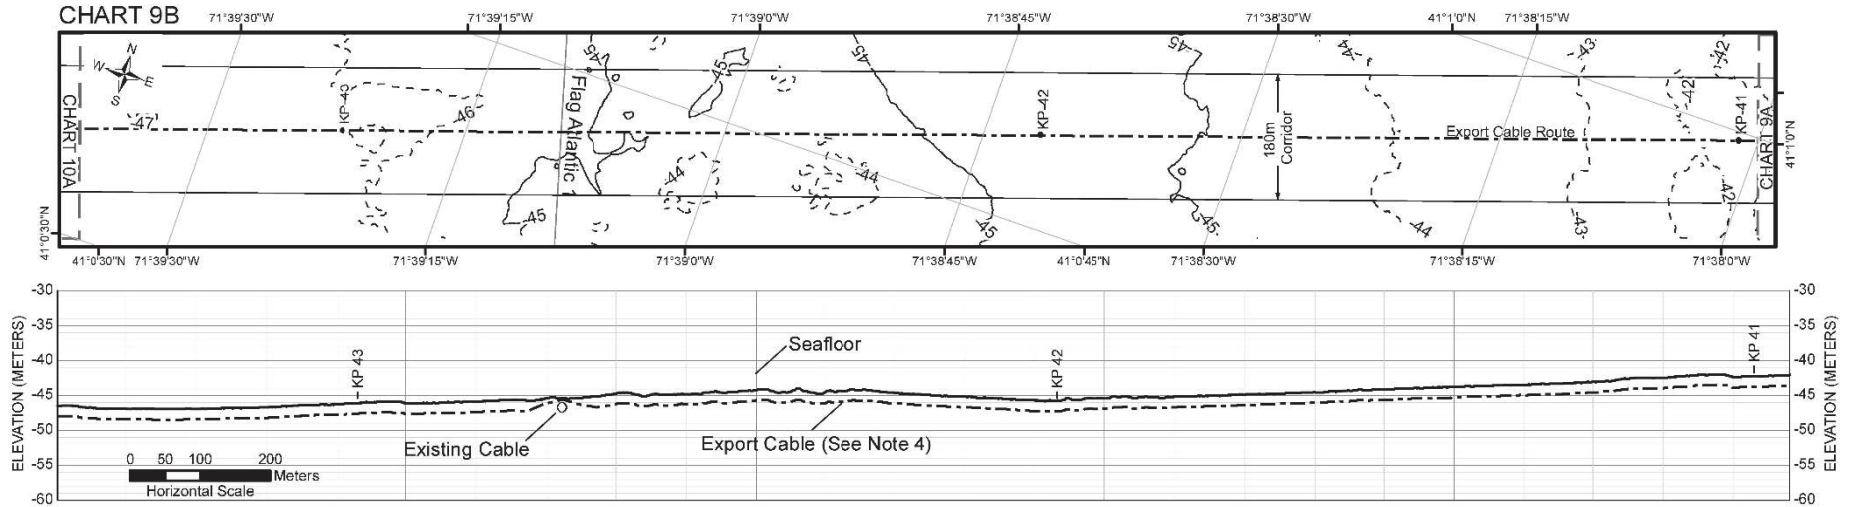 CHART 9B
71°39'30"W 71°39'15"W 71°39'0"W 71°38'45"W 71°38'30"W 41°1'0"N 71°38'15"W
N
W E
S
CHART 10A
-47
KP-43
-46
-45
Flag Atlantic 1
-45
-45
-44
-44
-45
-45
KP-42
-45
-45
180m
Corridor
-44
-44
Export Cable Route
-43
-43
-42
-42
-42
KP-41
CHART 9A
41°1'0"N
41°0'30"N
41°0'30"N 71°39'30"W 71°39'15"W 71°39'0"W 71°38'45"W 41°0'45"N 71°38'30"W 71°38'15"W 71°38'0"W
ELEVATION (METERS)
-30
-35
-40
-45
-50
-55
-60
KP 43
Seafloor
KP 42
KP 41
Existing Cable
Export Cable (See Note 4)
0 50 100 200
Meters
Horizontal Scale
-30
-35
-40
-45
-50
-55
-60
ELEVATION (METERS)